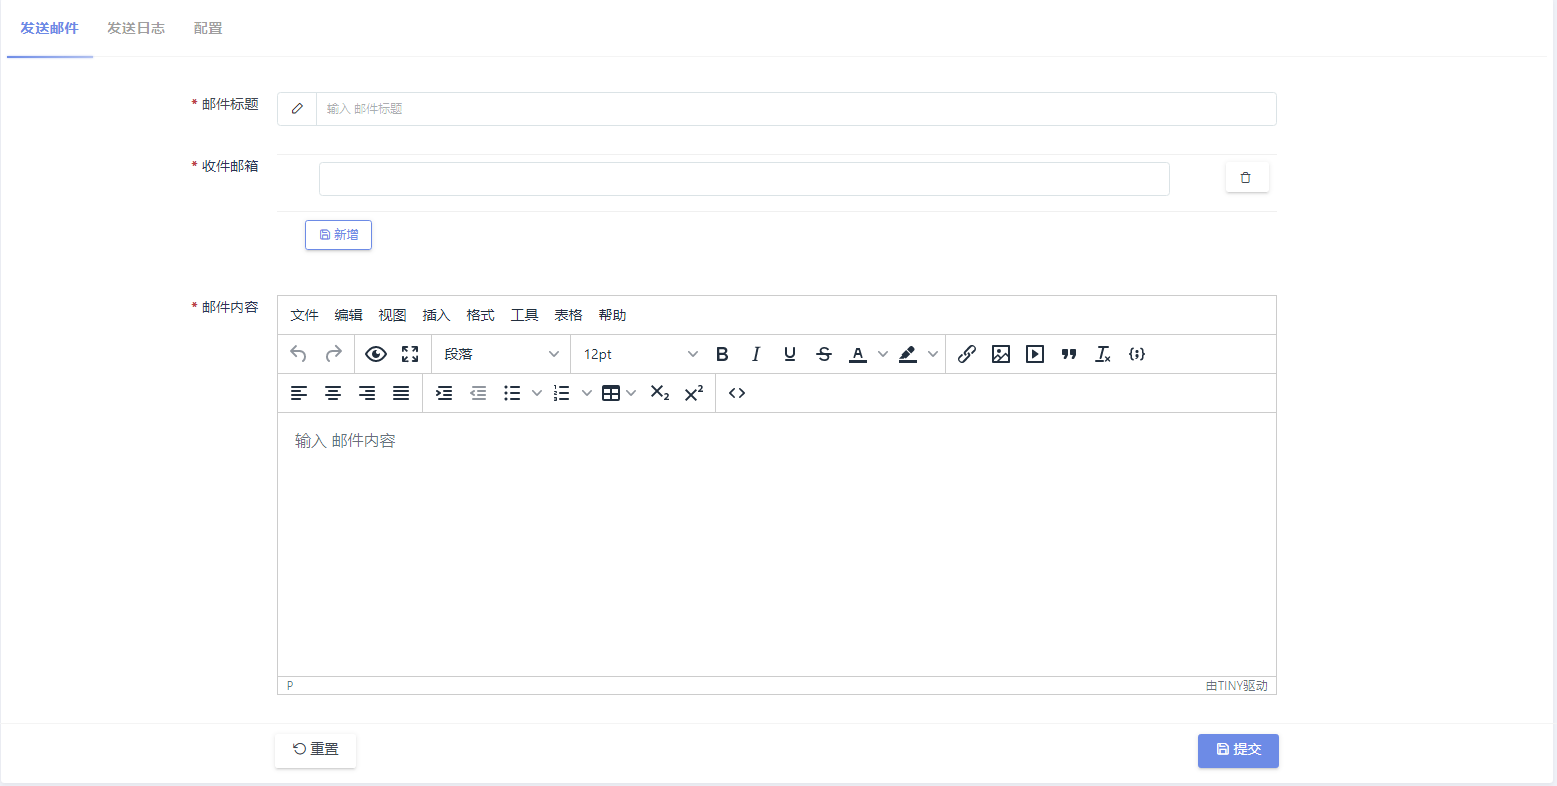 发送邮件 发送日志 配置
* 邮件标题 输入 邮件标题
* 收件邮箱
新增
* 邮件内容 文件 编辑 视图 插入 格式 工具 表格 帮助
段落 12pt
输入 邮件内容
P 由TINY驱动
重置 提交